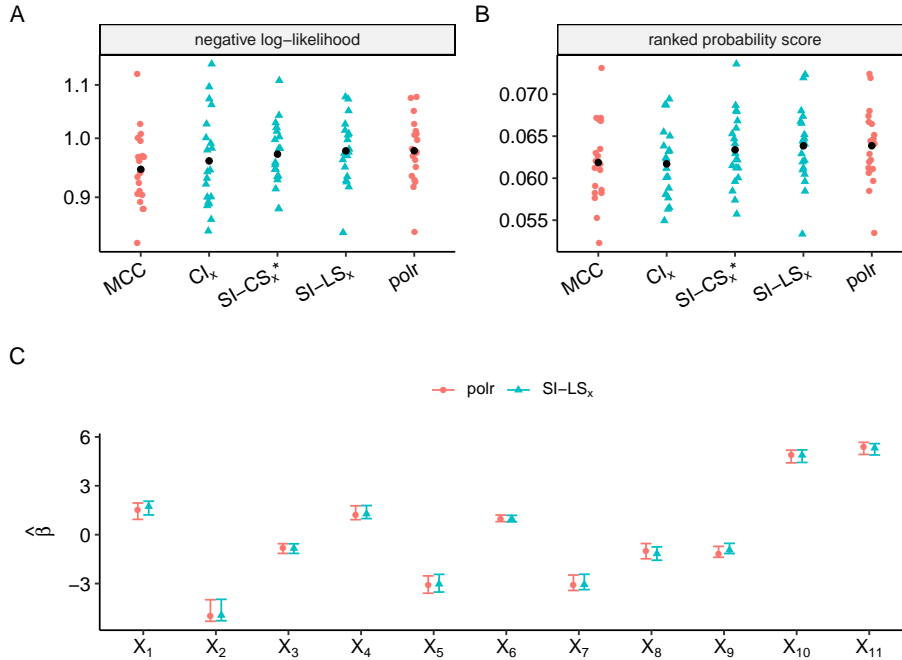 A
negative log−likelihood
1.1
1.0
0.9
MCC
CIₓ
SI−CSₓ*
SI−LSₓ
polr
B
ranked probability score
0.070
0.065
0.060
0.055
MCC
CIₓ
SI−CSₓ*
SI−LSₓ
polr
C
polr SI−LSₓ
6
3
0
−3
β̂
X₁ X₂ X₃ X₄ X₅ X₆ X₇ X₈ X₉ X₁₀ X₁₁